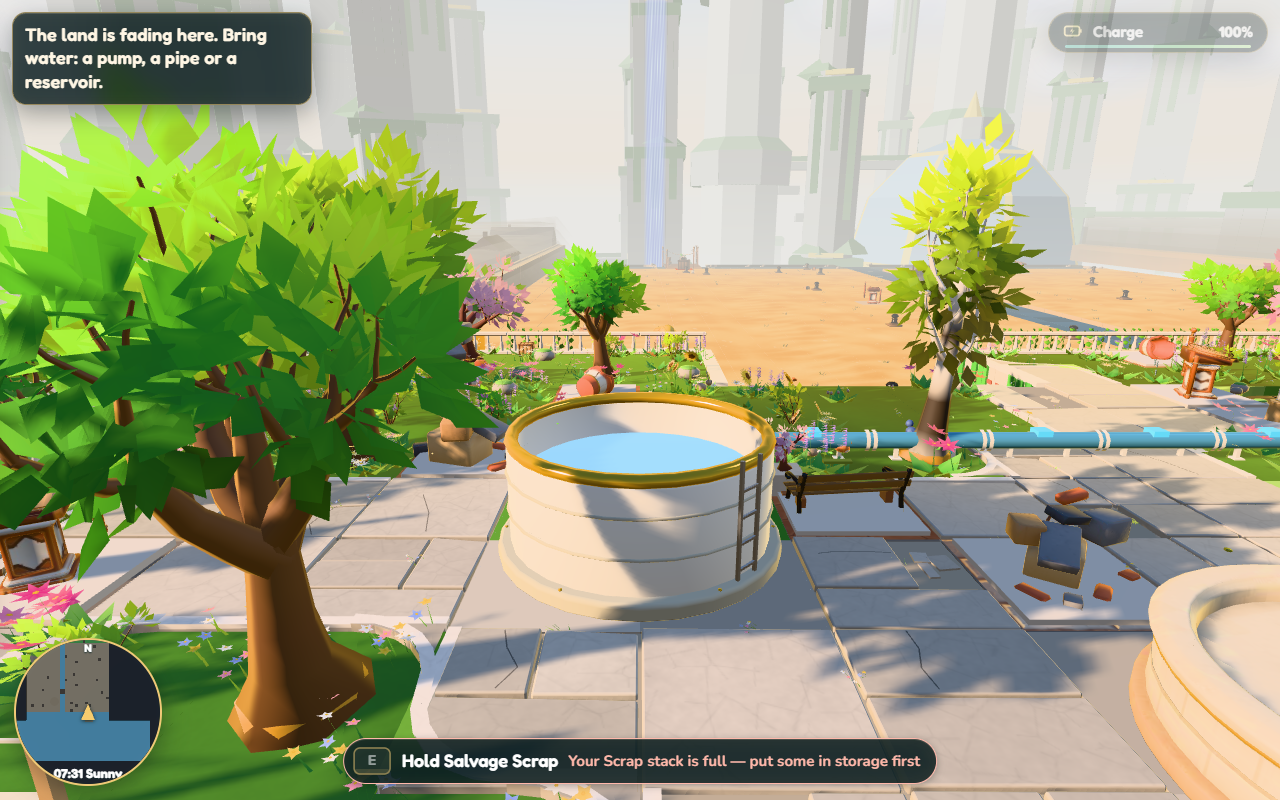 The land is fading here. Bring
water: a pump, a pipe or a
reservoir.
Charge 100%
N
07:31 Sunny
E Hold Salvage Scrap Your Scrap stack is full — put some in storage first